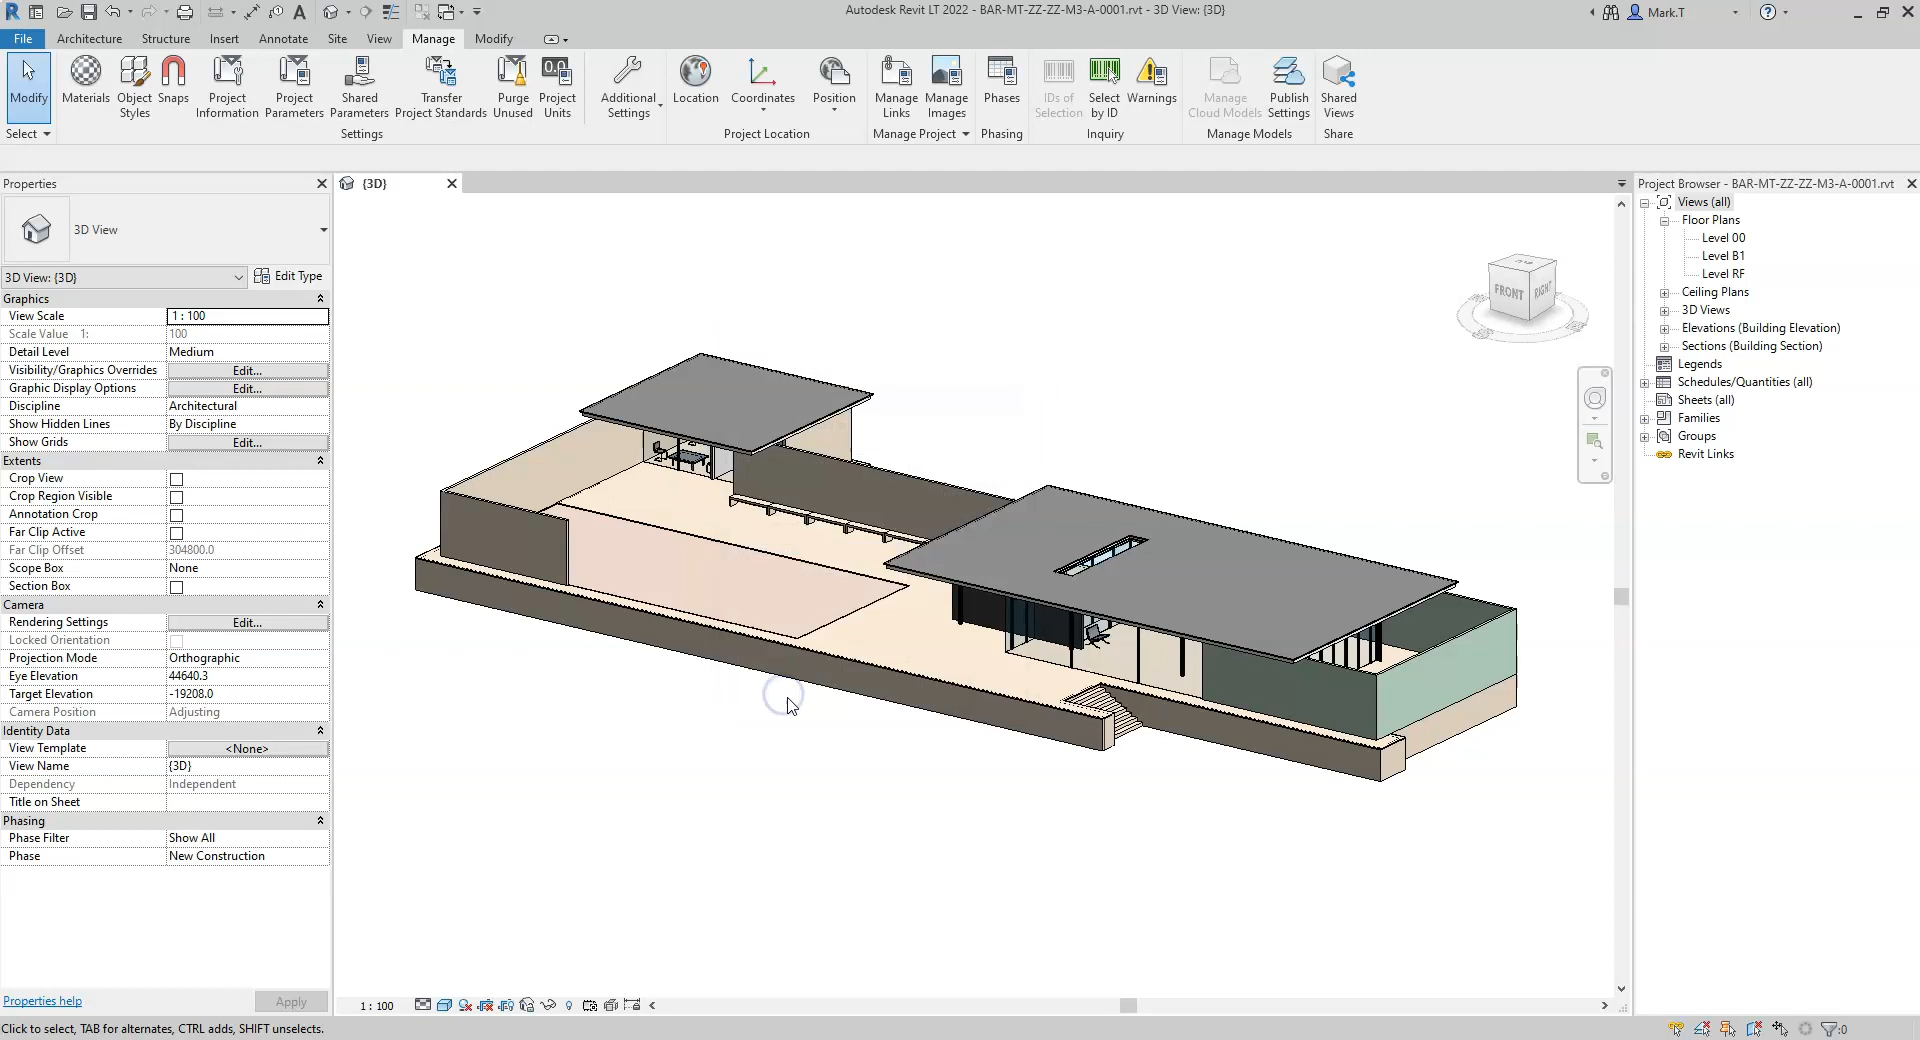 Autodesk Revit LT 2022 - BAR-MT-ZZ-ZZ-M3-A-0001.rvt - 3D View: {3D}
Mark.T
File Architecture Structure Insert Annotate Site View Manage Modify
Modify
Materials
Object Styles
Snaps
Project Information
Project Parameters
Shared Parameters
Transfer Project Standards
Purge Unused
Project Units
Additional Settings
Location
Coordinates
Position
Manage Links
Manage Images
Phases
IDs of Selection
Select by ID
Warnings
Manage Cloud Models
Publish Settings
Shared Views
Select Settings Project Location Manage Project Phasing Inquiry Manage Models Share
Properties
{3D}
Project Browser - BAR-MT-ZZ-ZZ-M3-A-0001.rvt
3D View
3D View: {3D}
Edit Type
Graphics
View Scale 1 : 100
Scale Value 1: 100
Detail Level Medium
Visibility/Graphics Overrides Edit...
Graphic Display Options Edit...
Discipline Architectural
Show Hidden Lines By Discipline
Show Grids Edit...
Extents
Crop View
Crop Region Visible
Annotation Crop
Far Clip Active
Far Clip Offset 304800.0
Scope Box None
Section Box
Camera
Rendering Settings Edit...
Locked Orientation
Projection Mode Orthographic
Eye Elevation 44640.3
Target Elevation -19208.0
Camera Position Adjusting
Identity Data
View Template <None>
View Name {3D}
Dependency Independent
Title on Sheet
Phasing
Phase Filter Show All
Phase New Construction
Properties help
Apply
FRONT
RIGHT
Views (all)
Floor Plans
Level 00
Level B1
Level RF
Ceiling Plans
3D Views
Elevations (Building Elevation)
Sections (Building Section)
Legends
Schedules/Quantities (all)
Sheets (all)
Families
Groups
Revit Links
1 : 100
Click to select, TAB for alternates, CTRL adds, SHIFT unselects.
:0